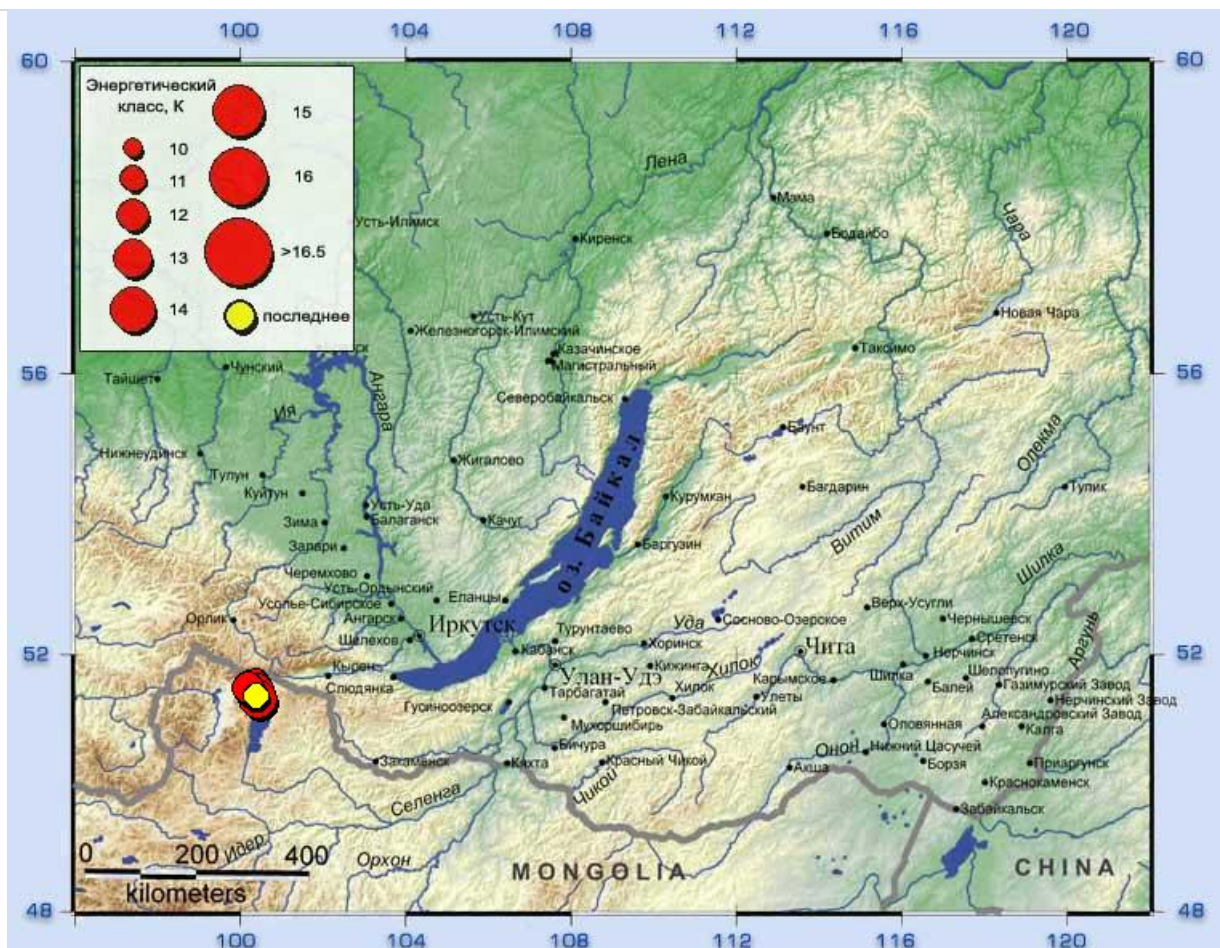 100 104 108 112 116 120
60 60
Энергетический
класс, К
15
10
11
16
12
13
>16.5
14
последнее
Лена
Мама
Усть-Илимск
Бодайбо
Чара
Киренск
Усть-Кут
Новая Чара
Железногорск-Илимский
Казачинское
Магистральный
Таксимо
56 56
Чунский
Тайшет
Ангара
Северобайкальск
Ия
Баунт
Олекма
Нижнеудинск
Жигалово
Тулун
Куйтун
Курумкан
Багдарин
Тупик
Усть-Уда
Балаганск
Зима
Качуг
оз. Байкал
Витим
Залари
Баргузин
Шилка
Черемхово
Усть-Ордынский
Еланцы
Усолье-Сибирское
Верх-Усугли
Орлик
Ангарск
Уда
Сосново-Озерское
Чернышевск
Аргунь
Иркутск
Турунтаево
Шелехов
Хоринск
Сретенск
Кабанск
Чита
52 52
Нерчинск
Кырен
Улан-Удэ
Кижинга
Хилок
Шилка
Шелопугино
Слюдянка
Тарбагатай
Карымское
Балей
Газимурский Завод
Хилок
Улеты
Гусиноозерск
Петровск-Забайкальский
Нерчинский Завод
Мухоршибирь
Александровский Завод
Оловянная
Калга
Бичура
Онон
Нижний Цасучей
Закаменск
Кяхта
Красный Чикой
Акша
Борзя
Приаргунск
Чикой
Краснокаменск
Селенга
Забайкальск
Идер
Орхон
0 200 400
kilometers
MONGOLIA
CHINA
48 48
100 104 108 112 116 120